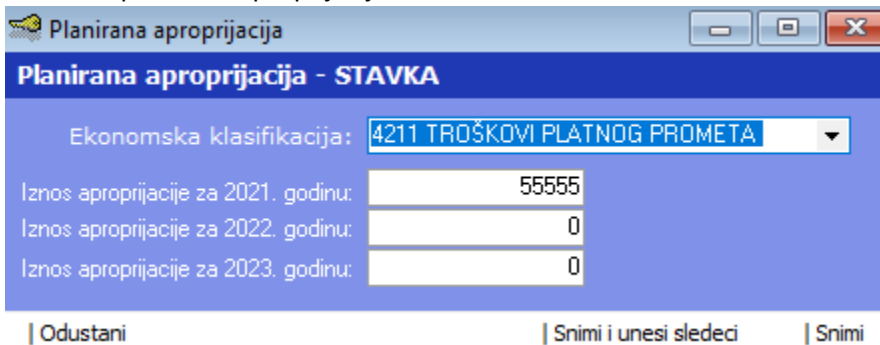 Planirana aproprijacija
Planirana aproprijacija - STAVKA
Ekonomska klasifikacija: 4211 TROŠKOVI PLATNOG PROMETA
Iznos aproprijacije za 2021. godinu: 55555
Iznos aproprijacije za 2022. godinu: 0
Iznos aproprijacije za 2023. godinu: 0
| Odustani | Snimi i unesi sledeci | Snimi